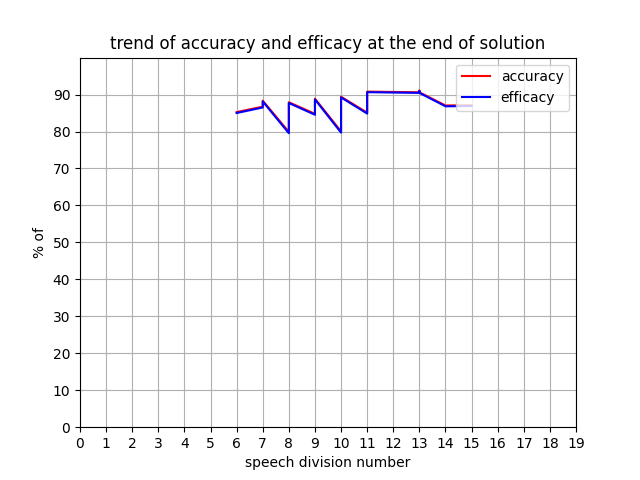 trend of accuracy and efficacy at the end of solution
accuracy
efficacy
90
80
70
60
50
40
30
20
10
0
% of
0 1 2 3 4 5 6 7 8 9 10 11 12 13 14 15 16 17 18 19
speech division number